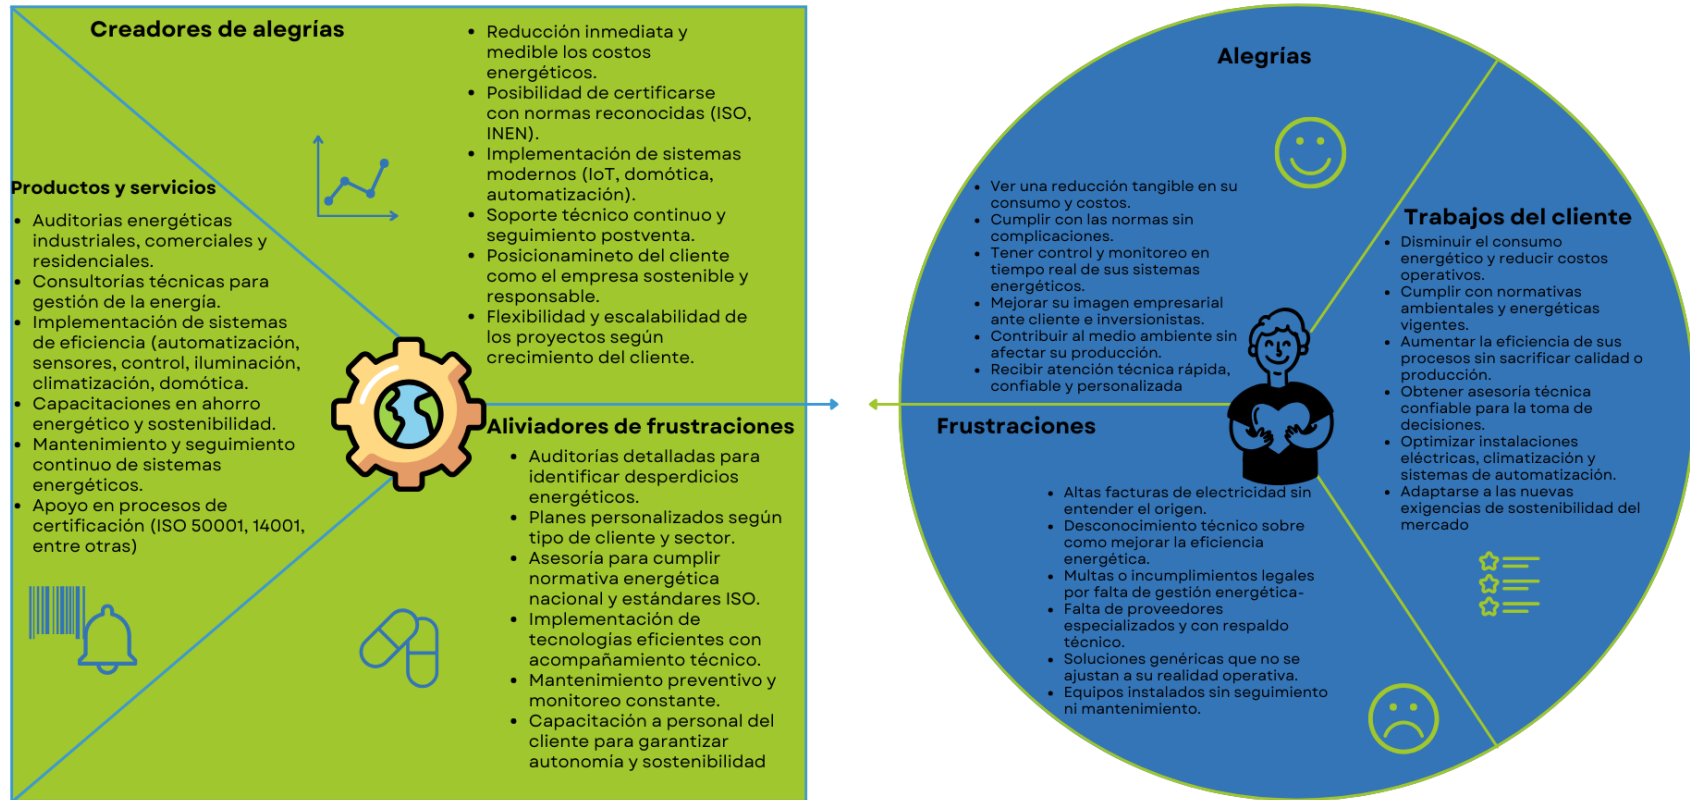 Creadores de alegrías
• Reducción inmediata y
medible los costos
energéticos.
• Posibilidad de certificarse
con normas reconocidas (ISO,
INEN).
• Implementación de sistemas
modernos (IoT, domótica,
automatización).
• Soporte técnico continuo y
seguimiento postventa.
• Posicionamineto del cliente
como el empresa sostenible y
responsable.
• Flexibilidad y escalabilidad de
los proyectos según
crecimiento del cliente.
Productos y servicios
• Auditorias energéticas
industriales, comerciales y
residenciales.
• Consultorías técnicas para
gestión de la energía.
• Implementación de sistemas
de eficiencia (automatización,
sensores, control, iluminación,
climatización, domótica.
• Capacitaciones en ahorro
energético y sostenibilidad.
• Mantenimiento y seguimiento
continuo de sistemas
energéticos.
• Apoyo en procesos de
certificación (ISO 50001, 14001,
entre otras)
Aliviadores de frustraciones
• Auditorías detalladas para
identificar desperdicios
energéticos.
• Planes personalizados según
tipo de cliente y sector.
• Asesoría para cumplir
normativa energética
nacional y estándares ISO.
• Implementación de
tecnologías eficientes con
acompañamiento técnico.
• Mantenimiento preventivo y
monitoreo constante.
• Capacitación a personal del
cliente para garantizar
autonomía y sostenibilidad
Alegrías
• Ver una reducción tangible en su
consumo y costos.
• Cumplir con las normas sin
complicaciones.
• Tener control y monitoreo en
tiempo real de sus sistemas
energéticos.
• Mejorar su imagen empresarial
ante cliente e inversionistas.
• Contribuir al medio ambiente sin
afectar su producción.
• Recibir atención técnica rápida,
confiable y personalizada
Trabajos del cliente
• Disminuir el consumo
energético y reducir costos
operativos.
• Cumplir con normativas
ambientales y energéticas
vigentes.
• Aumentar la eficiencia de sus
procesos sin sacrificar calidad o
producción.
• Obtener asesoría técnica
confiable para la toma de
decisiones.
• Optimizar instalaciones
eléctricas, climatización y
sistemas de automatización.
• Adaptarse a las nuevas
exigencias de sostenibilidad del
mercado
Frustraciones
• Altas facturas de electricidad sin
entender el origen.
• Desconocimiento técnico sobre
como mejorar la eficiencia
energética.
• Multas o incumplimientos legales
por falta de gestión energética-
• Falta de proveedores
especializados y con respaldo
técnico.
• Soluciones genéricas que no se
ajustan a su realidad operativa.
• Equipos instalados sin seguimiento
ni mantenimiento.